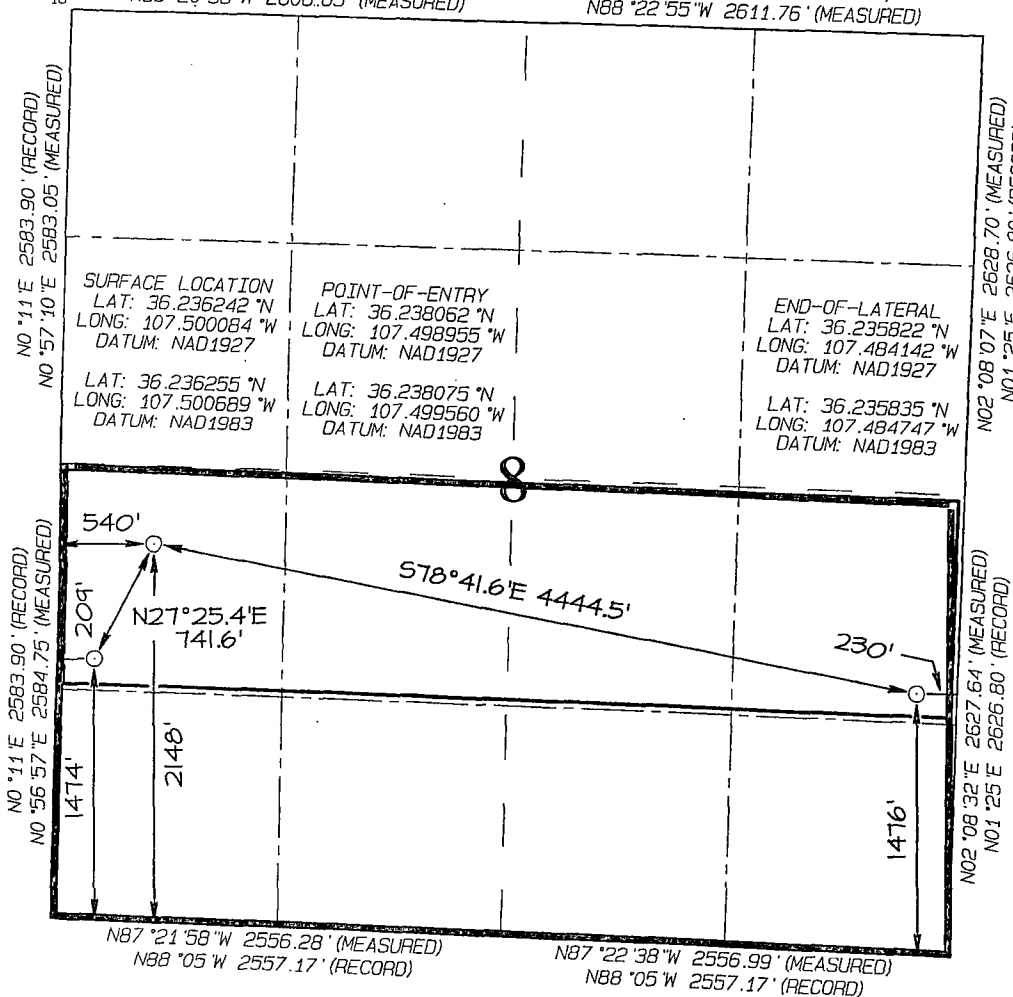 (MEASURED)
N88°22'55"W 2611.76' (MEASURED)
N0°11'E 2583.90' (RECORD)
N0°57'10"E 2583.05' (MEASURED)
N02°08'07"E 2628.70' (MEASURED)
N01°25'E
SURFACE LOCATION
LAT: 36.236242°N
LONG: 107.500084°W
DATUM: NAD1927
LAT: 36.236255°N
LONG: 107.500689°W
DATUM: NAD1983
POINT-OF-ENTRY
LAT: 36.238062°N
LONG: 107.498955°W
DATUM: NAD1927
LAT: 36.238075°N
LONG: 107.499560°W
DATUM: NAD1983
END-OF-LATERAL
LAT: 36.235822°N
LONG: 107.484142°W
DATUM: NAD1927
LAT: 36.235835°N
LONG: 107.484747°W
DATUM: NAD1983
8
540'
S78°41.6'E 4444.5'
209'
N27°25.4'E
741.6'
230'
1474'
2148'
1476'
N0°11'E 2583.90' (RECORD)
N0°56'57"E 2584.75' (MEASURED)
N02°08'32"E 2627.64' (MEASURED)
N01°25'E 2626.80' (RECORD)
N87°21'58"W 2556.28' (MEASURED)
N88°05'W 2557.17' (RECORD)
N87°22'38"W 2556.99' (MEASURED)
N88°05'W 2557.17' (RECORD)